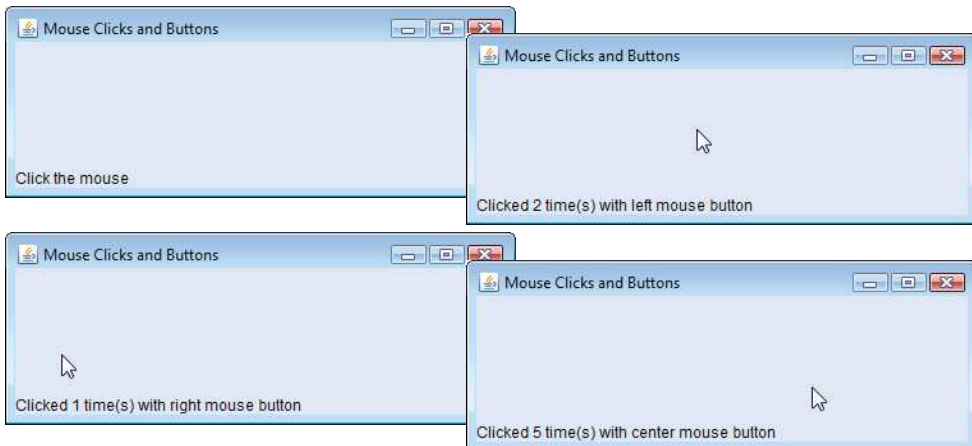 Mouse Clicks and Buttons
Click the mouse
Mouse Clicks and Buttons
Clicked 2 time(s) with left mouse button
Mouse Clicks and Buttons
Clicked 1 time(s) with right mouse button
Mouse Clicks and Buttons
Clicked 5 time(s) with center mouse button